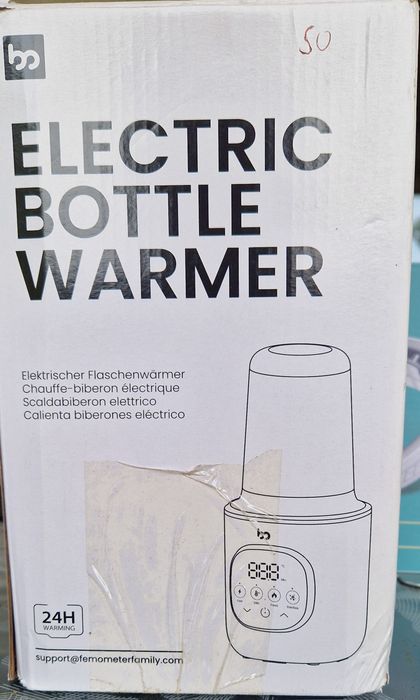 50
ELECTRIC
BOTTLE
WARMER
Elektrischer Flaschenwärmer
Chauffe-biberon électrique
Scaldabiberon elettrico
Calienta biberones eléctrico
888
24H
WARMING
support@femometerfamily.com